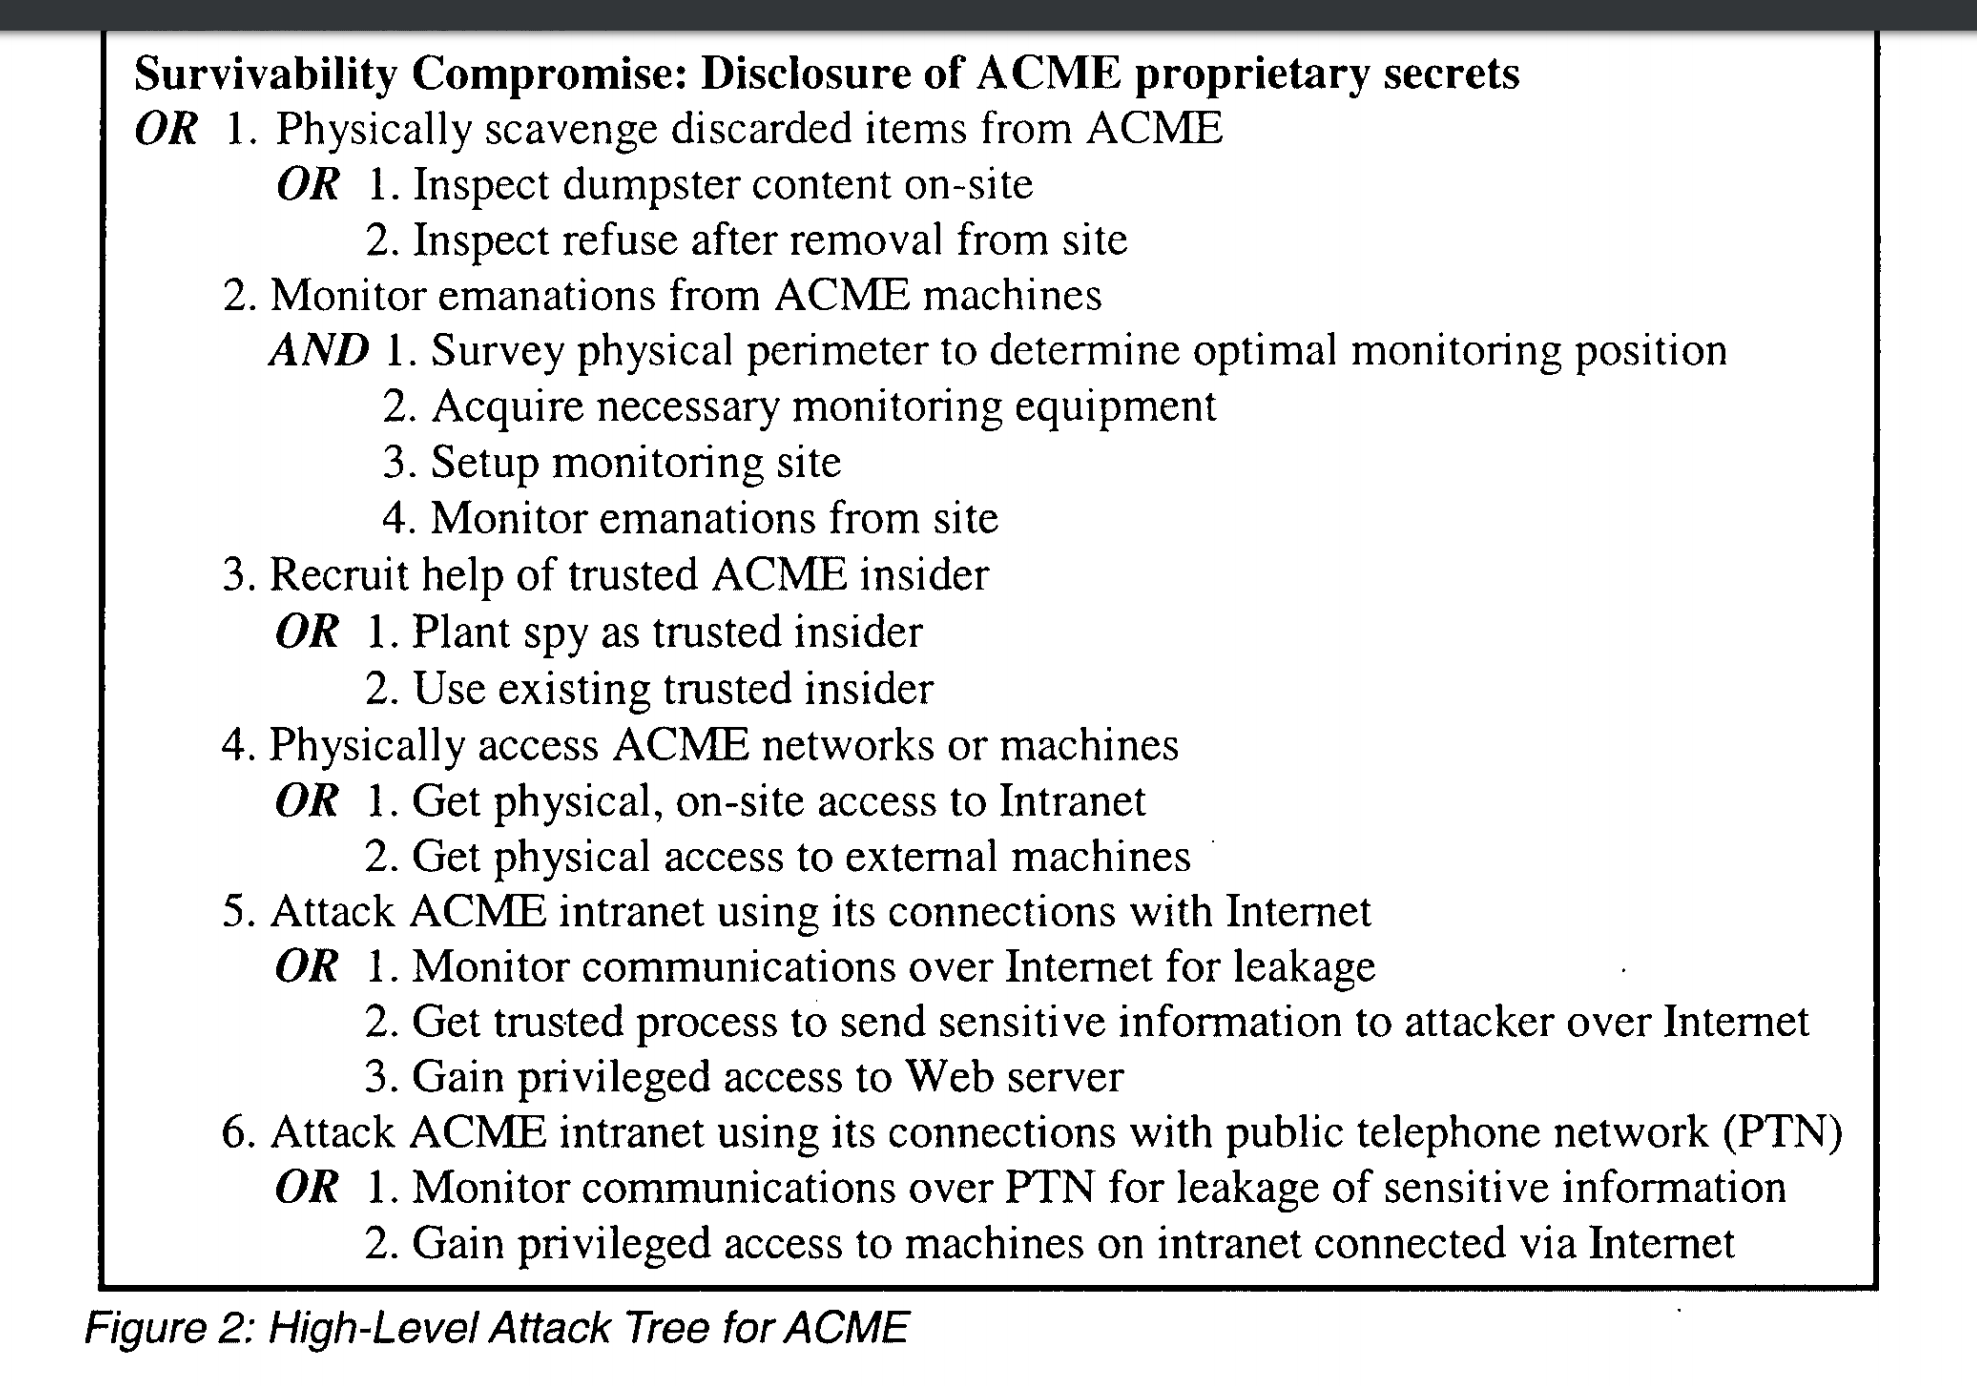 Survivability Compromise: Disclosure of ACME proprietary secrets
OR 1. Physically scavenge discarded items from ACME
OR 1. Inspect dumpster content on-site
2. Inspect refuse after removal from site
2. Monitor emanations from ACME machines
AND 1. Survey physical perimeter to determine optimal monitoring position
2. Acquire necessary monitoring equipment
3. Setup monitoring site
4. Monitor emanations from site
3. Recruit help of trusted ACME insider
OR 1. Plant spy as trusted insider
2. Use existing trusted insider
4. Physically access ACME networks or machines
OR 1. Get physical, on-site access to Intranet
2. Get physical access to external machines
5. Attack ACME intranet using its connections with Internet
OR 1. Monitor communications over Internet for leakage
2. Get trusted process to send sensitive information to attacker over Internet
3. Gain privileged access to Web server
6. Attack ACME intranet using its connections with public telephone network (PTN)
OR 1. Monitor communications over PTN for leakage of sensitive information
2. Gain privileged access to machines on intranet connected via Internet
Figure 2: High-Level Attack Tree for ACME